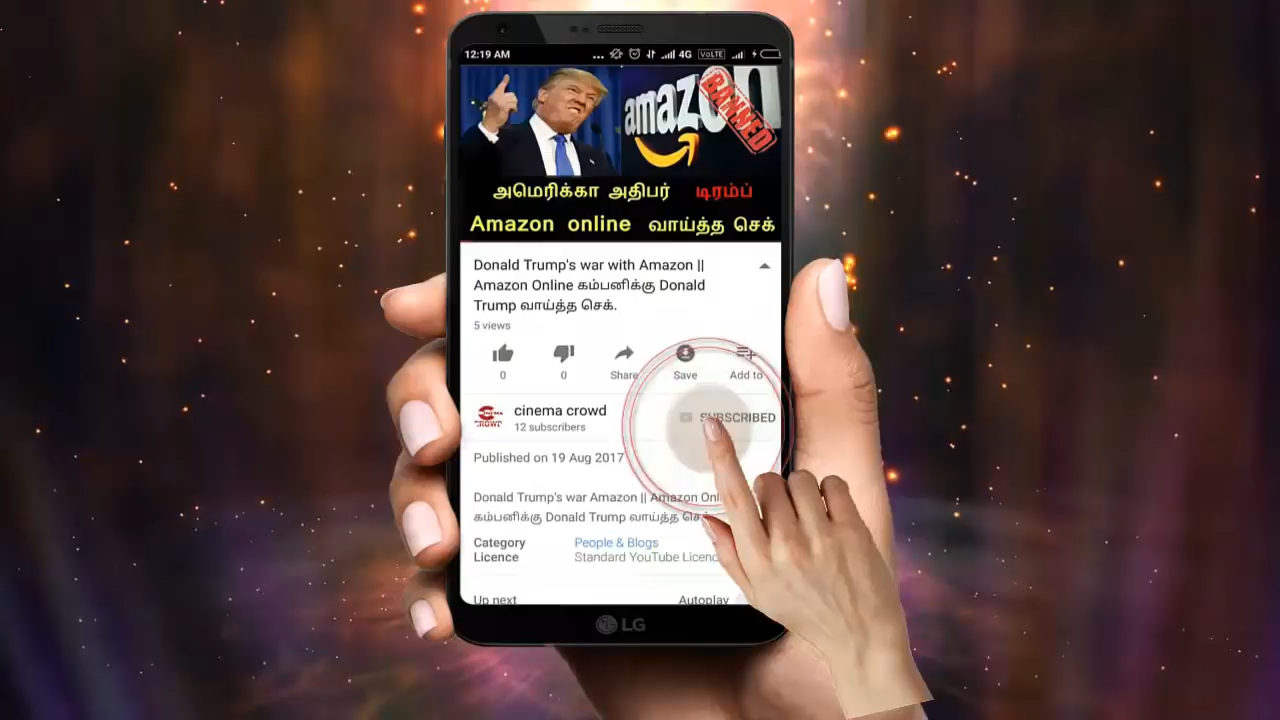 12:19 AM
4G
VoLTE
amazon
BANNED
அமெரிக்கா அதிபர் டிரம்ப்
Amazon online வாய்த்த செக்
Donald Trump's war with Amazon ||
Amazon Online கம்பனிக்கு Donald
Trump வாய்த்த செக்.
5 views
0 0 Share Save Add to
CINEMA
CROWD
cinema crowd
SUBSCRIBED
12 subscribers
Published on 19 Aug 2017
Donald Trump's war Amazon || Amazon Onl
கம்பனிக்கு Donald Trump வாய்த்த செக்
Category People & Blogs
Licence Standard YouTube Licenc
Up next Autoplay
LG